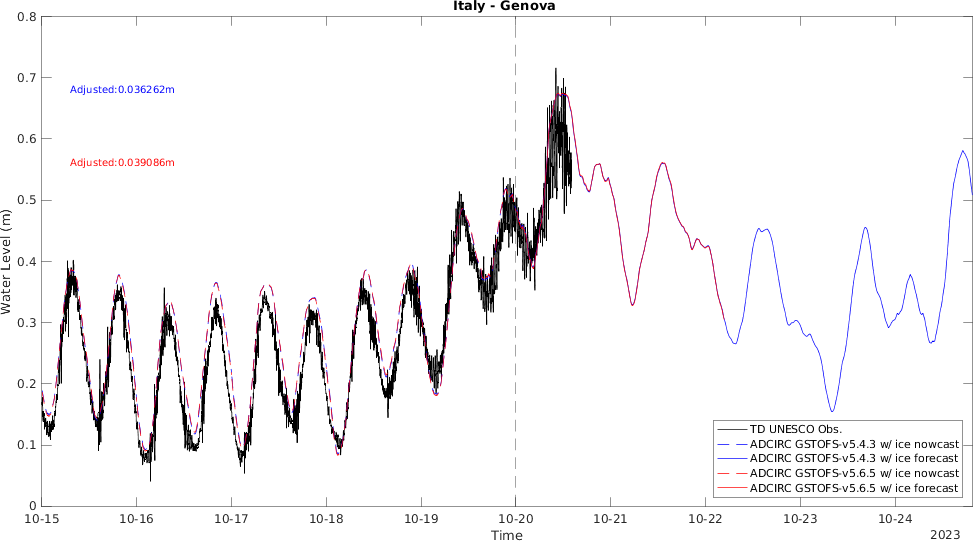 Italy - Genova
0.8
0.7
0.6
0.5
0.4
0.3
0.2
0.1
0
Water Level (m)
Adjusted:0.036262m
Adjusted:0.039086m
TD UNESCO Obs.
ADCIRC GSTOFS-v5.4.3 w/ ice nowcast
ADCIRC GSTOFS-v5.4.3 w/ ice forecast
ADCIRC GSTOFS-v5.6.5 w/ ice nowcast
ADCIRC GSTOFS-v5.6.5 w/ ice forecast
10-15 10-16 10-17 10-18 10-19 10-20 10-21 10-22 10-23 10-24
Time
2023